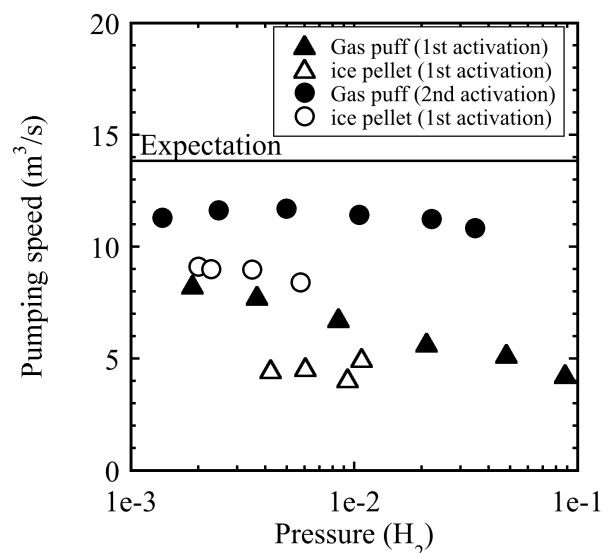 20
Gas puff (1st activation)
ice pellet (1st activation)
Gas puff (2nd activation)
ice pellet (1st activation)
15
Expectation
10
5
0
Pumping speed (m³/s)
1e-3
1e-2
1e-1
Pressure (H₂)